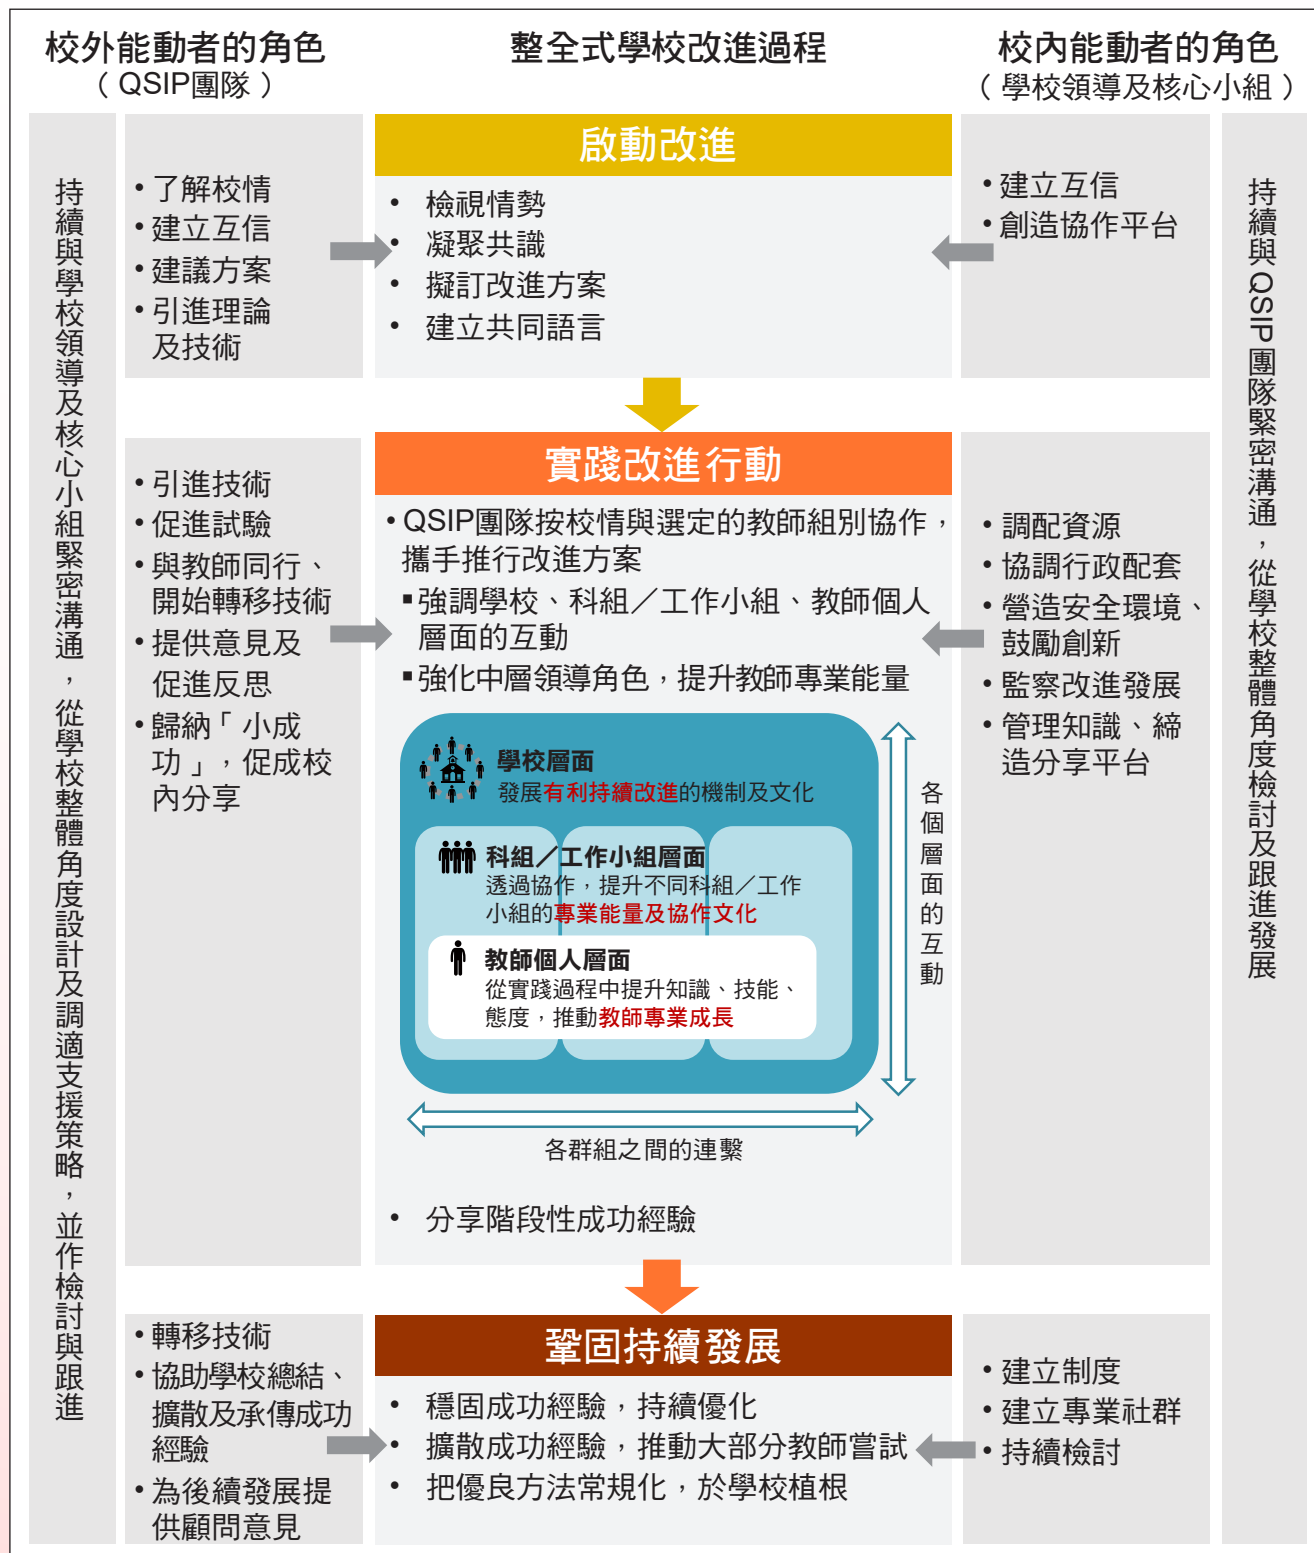 校外能動者的角色
（ QSIP團隊 ）
整全式學校改進過程
校內能動者的角色
（ 學校領導及核心小組 ）
持續與學校領導及核心小組緊密溝通，從學校整體角度設計及調適支援策略，並作檢討與跟進
• 了解校情
• 建立互信
• 建議方案
• 引進理論
及技術
啟動改進
• 檢視情勢
• 凝聚共識
• 擬訂改進方案
• 建立共同語言
• 建立互信
• 創造協作平台
持續與QSIP團隊緊密溝通，從學校整體角度檢討及跟進發展
• 引進技術
• 促進試驗
• 與教師同行、
開始轉移技術
• 提供意見及
促進反思
• 歸納「 小成
功 」，促成校
內分享
實踐改進行動
• QSIP團隊按校情與選定的教師組別協作，
攜手推行改進方案
▪ 強調學校、科組／工作小組、教師個人
層面的互動
▪ 強化中層領導角色，提升教師專業能量
學校層面
發展有利持續改進的機制及文化
科組／工作小組層面
透過協作，提升不同科組／工作
小組的專業能量及協作文化
教師個人層面
從實踐過程中提升知識、技能、
態度，推動教師專業成長
各個層面的互動
各群組之間的連繫
• 分享階段性成功經驗
• 調配資源
• 協調行政配套
• 營造安全環境、
鼓勵創新
• 監察改進發展
• 管理知識、締
造分享平台
• 轉移技術
• 協助學校總結、
擴散及承傳成功
經驗
• 為後續發展提
供顧問意見
鞏固持續發展
• 穩固成功經驗，持續優化
• 擴散成功經驗，推動大部分教師嘗試
• 把優良方法常規化，於學校植根
• 建立制度
• 建立專業社群
• 持續檢討